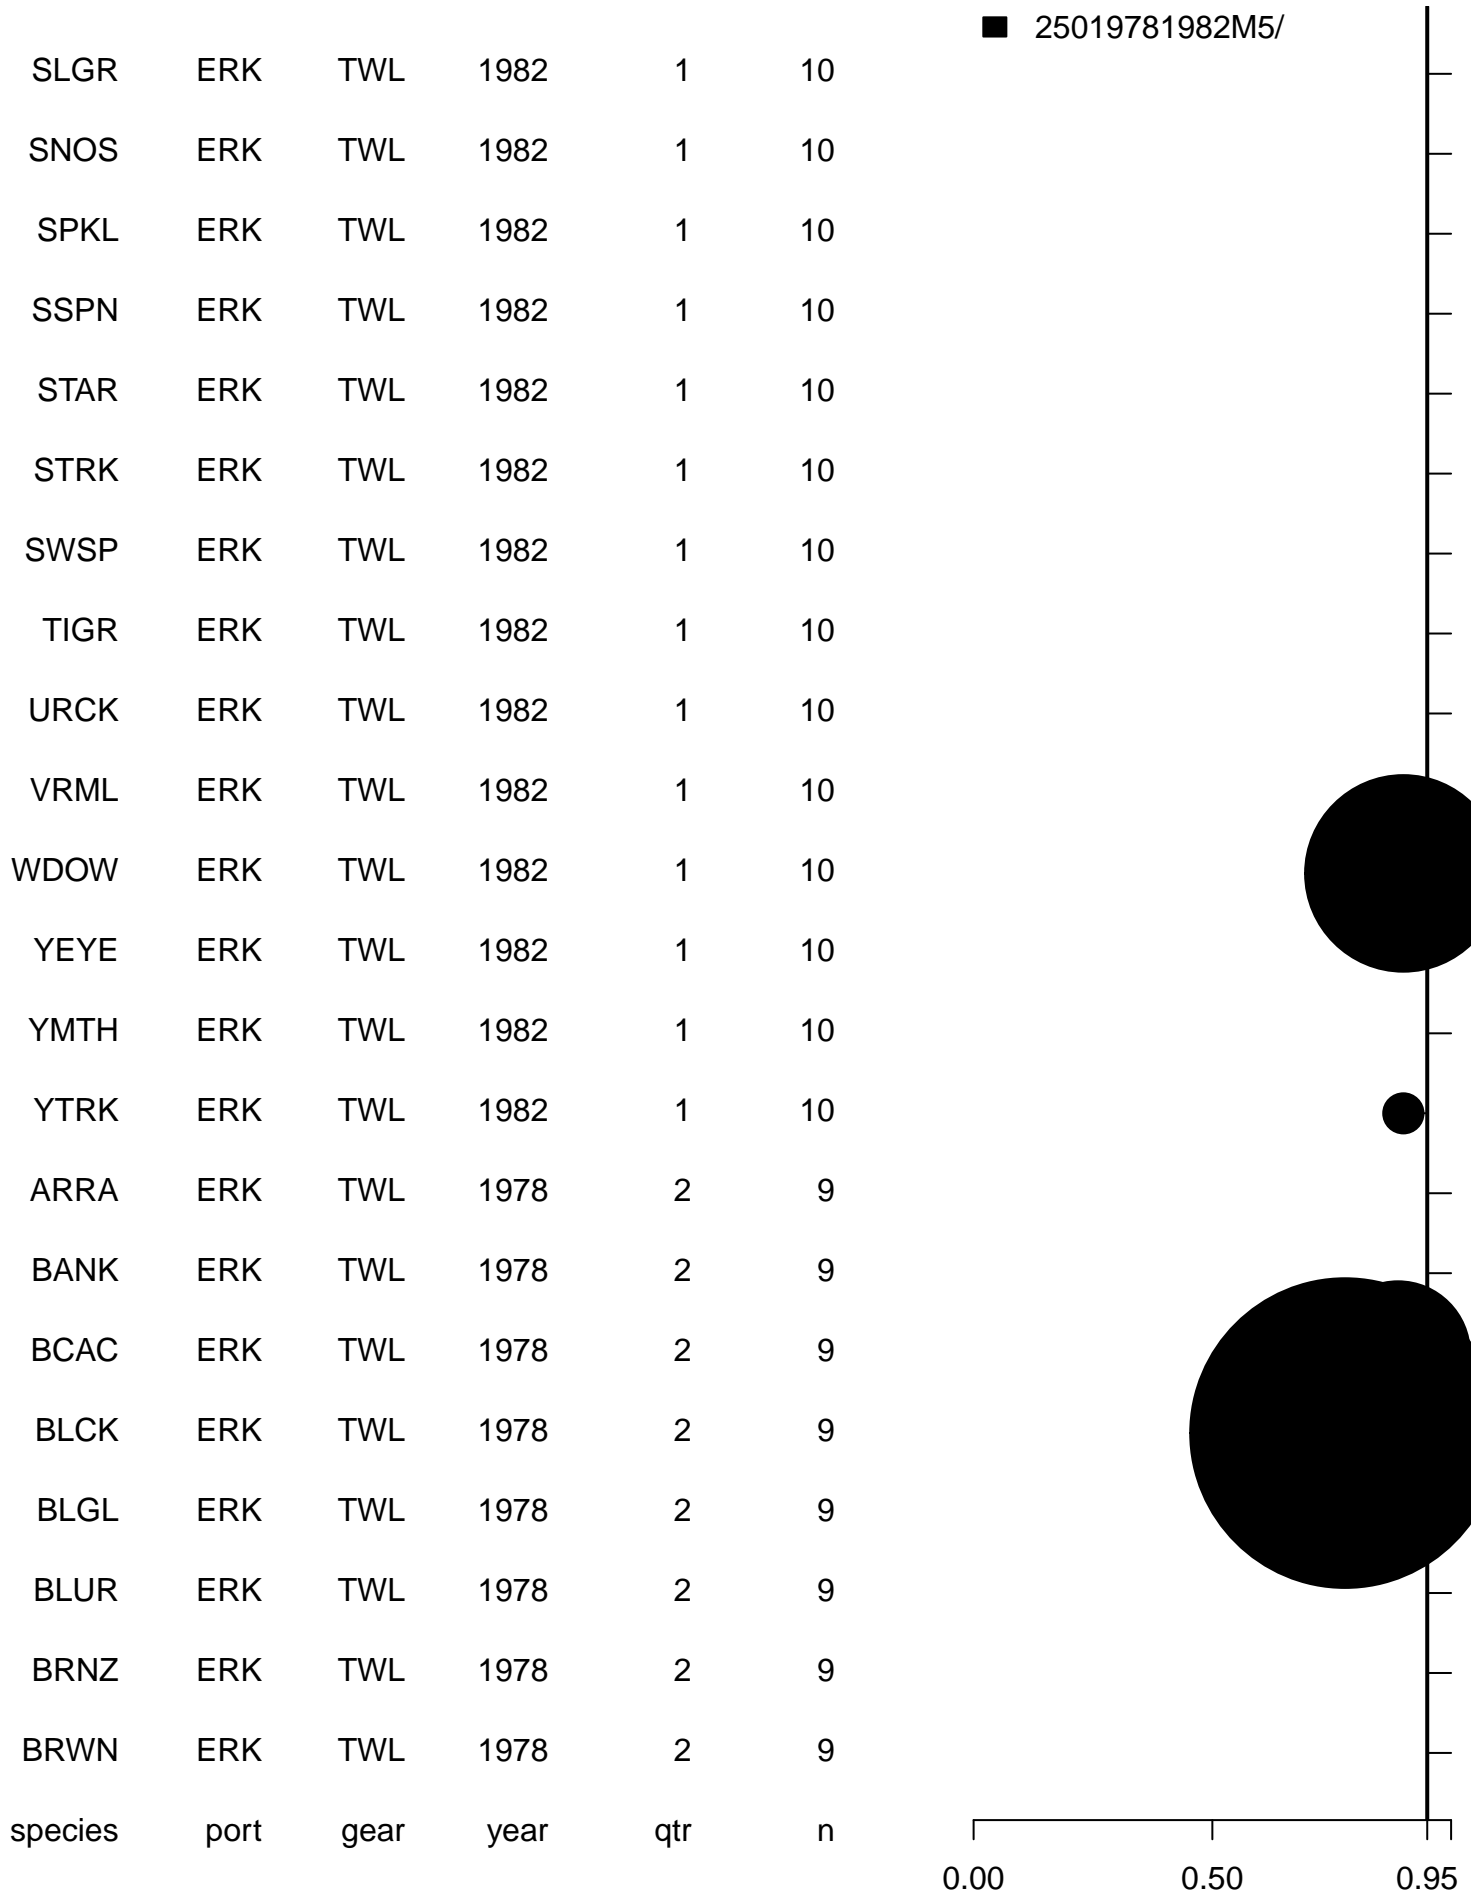 25019781982M5/
SLGR ERK TWL 1982 1 10
SNOS ERK TWL 1982 1 10
SPKL ERK TWL 1982 1 10
SSPN ERK TWL 1982 1 10
STAR ERK TWL 1982 1 10
STRK ERK TWL 1982 1 10
SWSP ERK TWL 1982 1 10
TIGR ERK TWL 1982 1 10
URCK ERK TWL 1982 1 10
VRML ERK TWL 1982 1 10
WDOW ERK TWL 1982 1 10
YEYE ERK TWL 1982 1 10
YMTH ERK TWL 1982 1 10
YTRK ERK TWL 1982 1 10
ARRA ERK TWL 1978 2 9
BANK ERK TWL 1978 2 9
BCAC ERK TWL 1978 2 9
BLCK ERK TWL 1978 2 9
BLGL ERK TWL 1978 2 9
BLUR ERK TWL 1978 2 9
BRNZ ERK TWL 1978 2 9
BRWN ERK TWL 1978 2 9
species port gear year qtr n
0.00 0.50 0.95